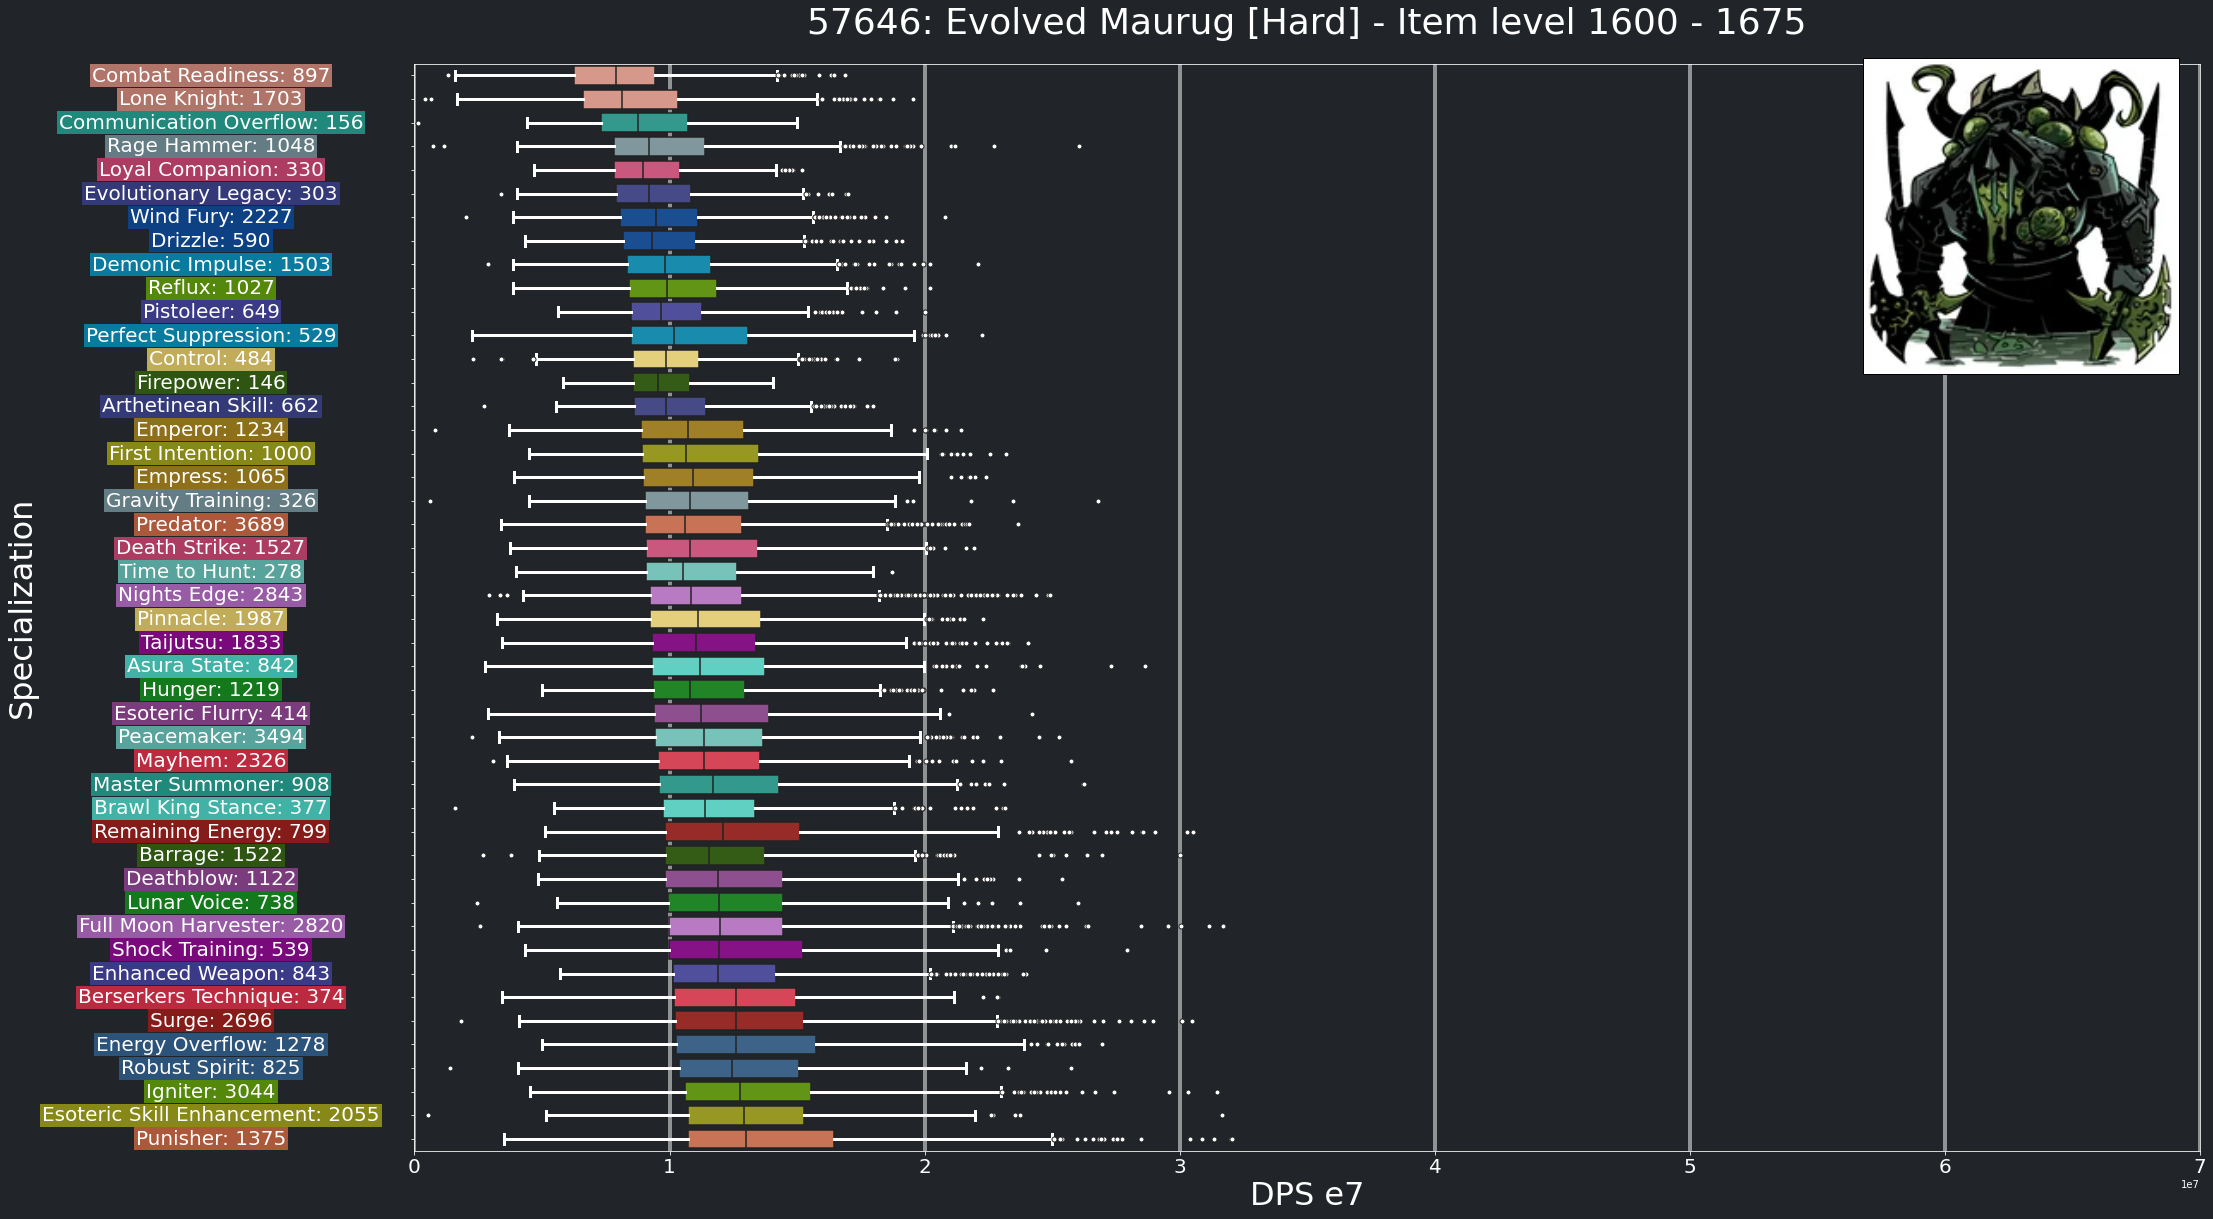 57646: Evolved Maurug [Hard] - Item level 1600 - 1675
Combat Readiness: 897
Lone Knight: 1703
Communication Overflow: 156
Rage Hammer: 1048
Loyal Companion: 330
Evolutionary Legacy: 303
Wind Fury: 2227
Drizzle: 590
Demonic Impulse: 1503
Reflux: 1027
Pistoleer: 649
Perfect Suppression: 529
Control: 484
Firepower: 146
Arthetinean Skill: 662
Emperor: 1234
First Intention: 1000
Empress: 1065
Gravity Training: 326
Predator: 3689
Death Strike: 1527
Time to Hunt: 278
Nights Edge: 2843
Pinnacle: 1987
Taijutsu: 1833
Asura State: 842
Hunger: 1219
Esoteric Flurry: 414
Peacemaker: 3494
Mayhem: 2326
Master Summoner: 908
Brawl King Stance: 377
Remaining Energy: 799
Barrage: 1522
Deathblow: 1122
Lunar Voice: 738
Full Moon Harvester: 2820
Shock Training: 539
Enhanced Weapon: 843
Berserkers Technique: 374
Surge: 2696
Energy Overflow: 1278
Robust Spirit: 825
Igniter: 3044
Esoteric Skill Enhancement: 2055
Punisher: 1375
Specialization
0 1 2 3 4 5 6 7
1e7
DPS e7